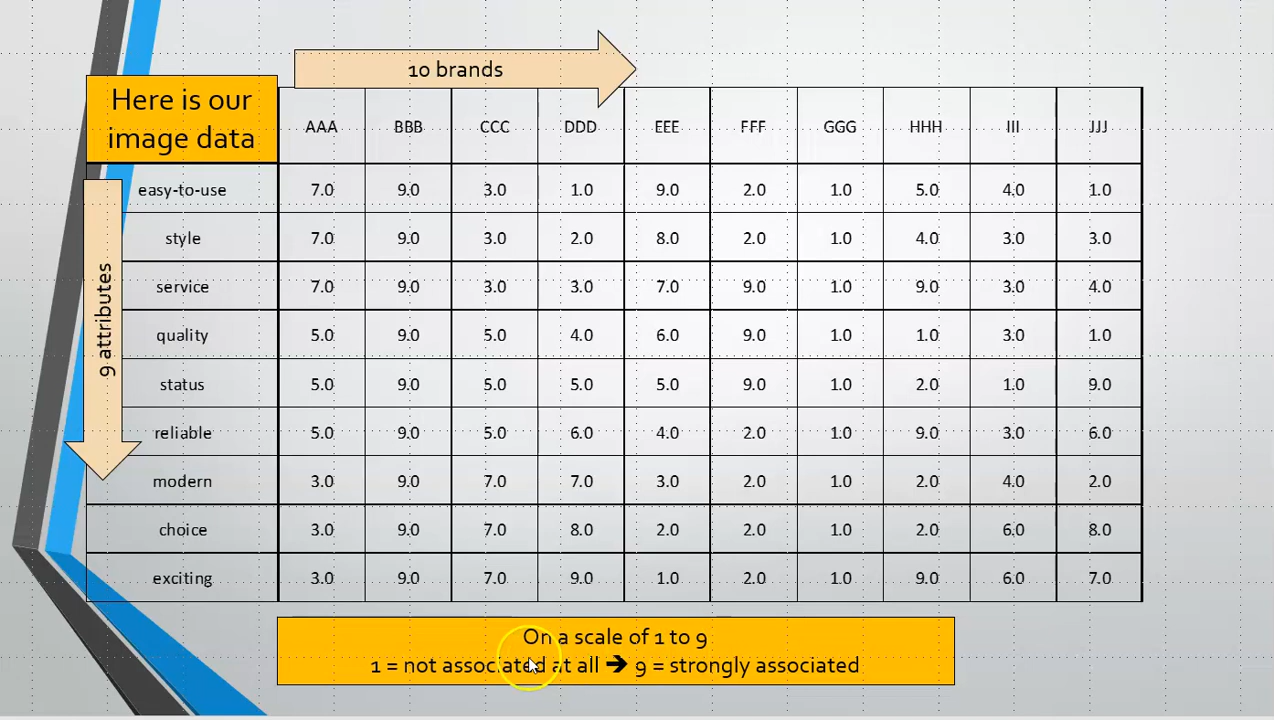 10 brands
Here is our
image data
AAA BBB CCC DDD EEE FFF GGG HHH III JJJ
9 attributes
easy-to-use 7.0 9.0 3.0 1.0 9.0 2.0 1.0 5.0 4.0 1.0
style 7.0 9.0 3.0 2.0 8.0 2.0 1.0 4.0 3.0 3.0
service 7.0 9.0 3.0 3.0 7.0 9.0 1.0 9.0 3.0 4.0
quality 5.0 9.0 5.0 4.0 6.0 9.0 1.0 1.0 3.0 1.0
status 5.0 9.0 5.0 5.0 5.0 9.0 1.0 2.0 1.0 9.0
reliable 5.0 9.0 5.0 6.0 4.0 2.0 1.0 9.0 3.0 6.0
modern 3.0 9.0 7.0 7.0 3.0 2.0 1.0 2.0 4.0 2.0
choice 3.0 9.0 7.0 8.0 2.0 2.0 1.0 2.0 6.0 8.0
exciting 3.0 9.0 7.0 9.0 1.0 2.0 1.0 9.0 6.0 7.0
On a scale of 1 to 9
1 = not associated at all ➔ 9 = strongly associated